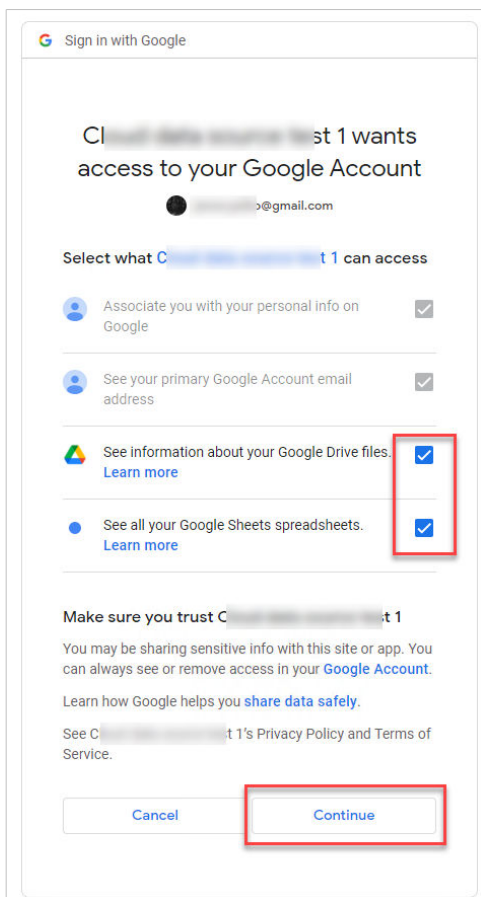 Sign in with Google
st 1 wants
access to your Google Account
@gmail.com
Select what C t 1 can access
Associate you with your personal info on
Google
See your primary Google Account email
address
See information about your Google Drive files.
Learn more
See all your Google Sheets spreadsheets.
Learn more
Make sure you trust t 1
You may be sharing sensitive info with this site or app. You
can always see or remove access in your Google Account.
Learn how Google helps you share data safely.
See C t 1's Privacy Policy and Terms of
Service.
Cancel
Continue